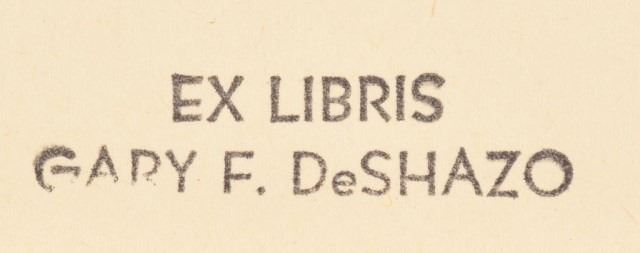 EX LIBRIS
GARY F. DeSHAZO